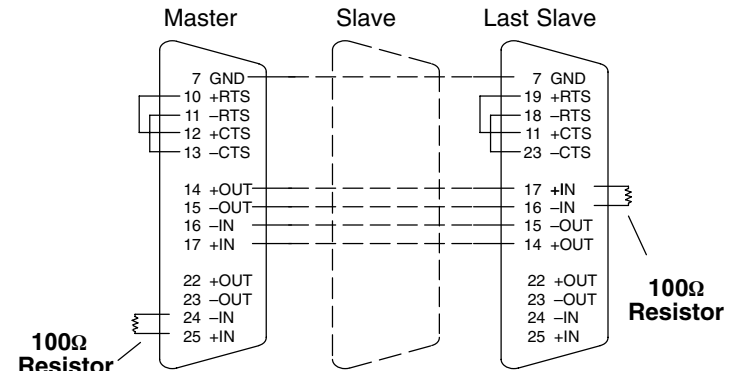 Master Slave Last Slave
7 GND 7 GND
10 +RTS 19 +RTS
11 –RTS 18 –RTS
12 +CTS 11 +CTS
13 –CTS 23 –CTS
14 +OUT 17 +IN
15 –OUT 16 –IN
16 –IN 15 –OUT
17 +IN 14 +OUT
22 +OUT 22 +OUT
23 –OUT 23 –OUT
24 –IN 24 –IN
25 +IN 25 +IN
100Ω
Resistor
100Ω
Resistor